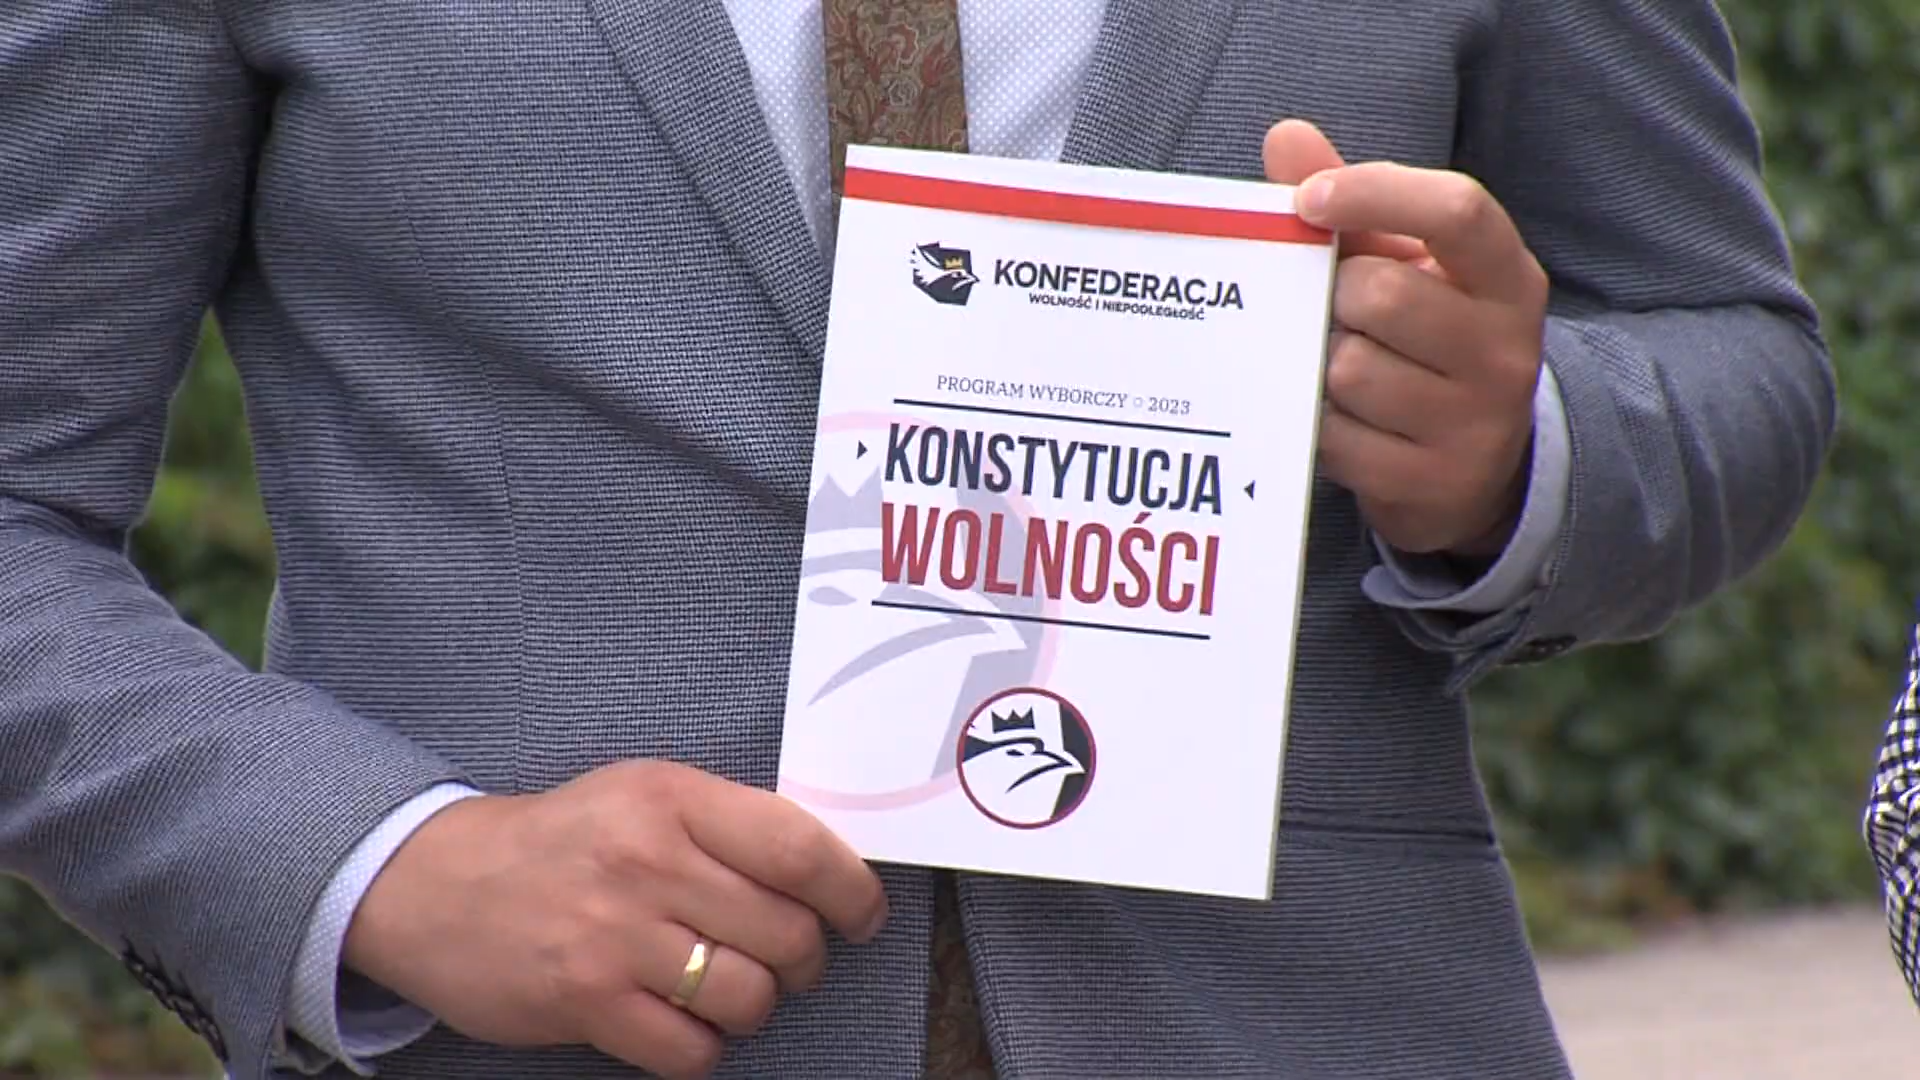 KONFEDERACJA
WOLNOŚĆ I NIEPODLEGŁOŚĆ
PROGRAM WYBORCZY ○ 2023
KONSTYTUCJA
WOLNOŚCI